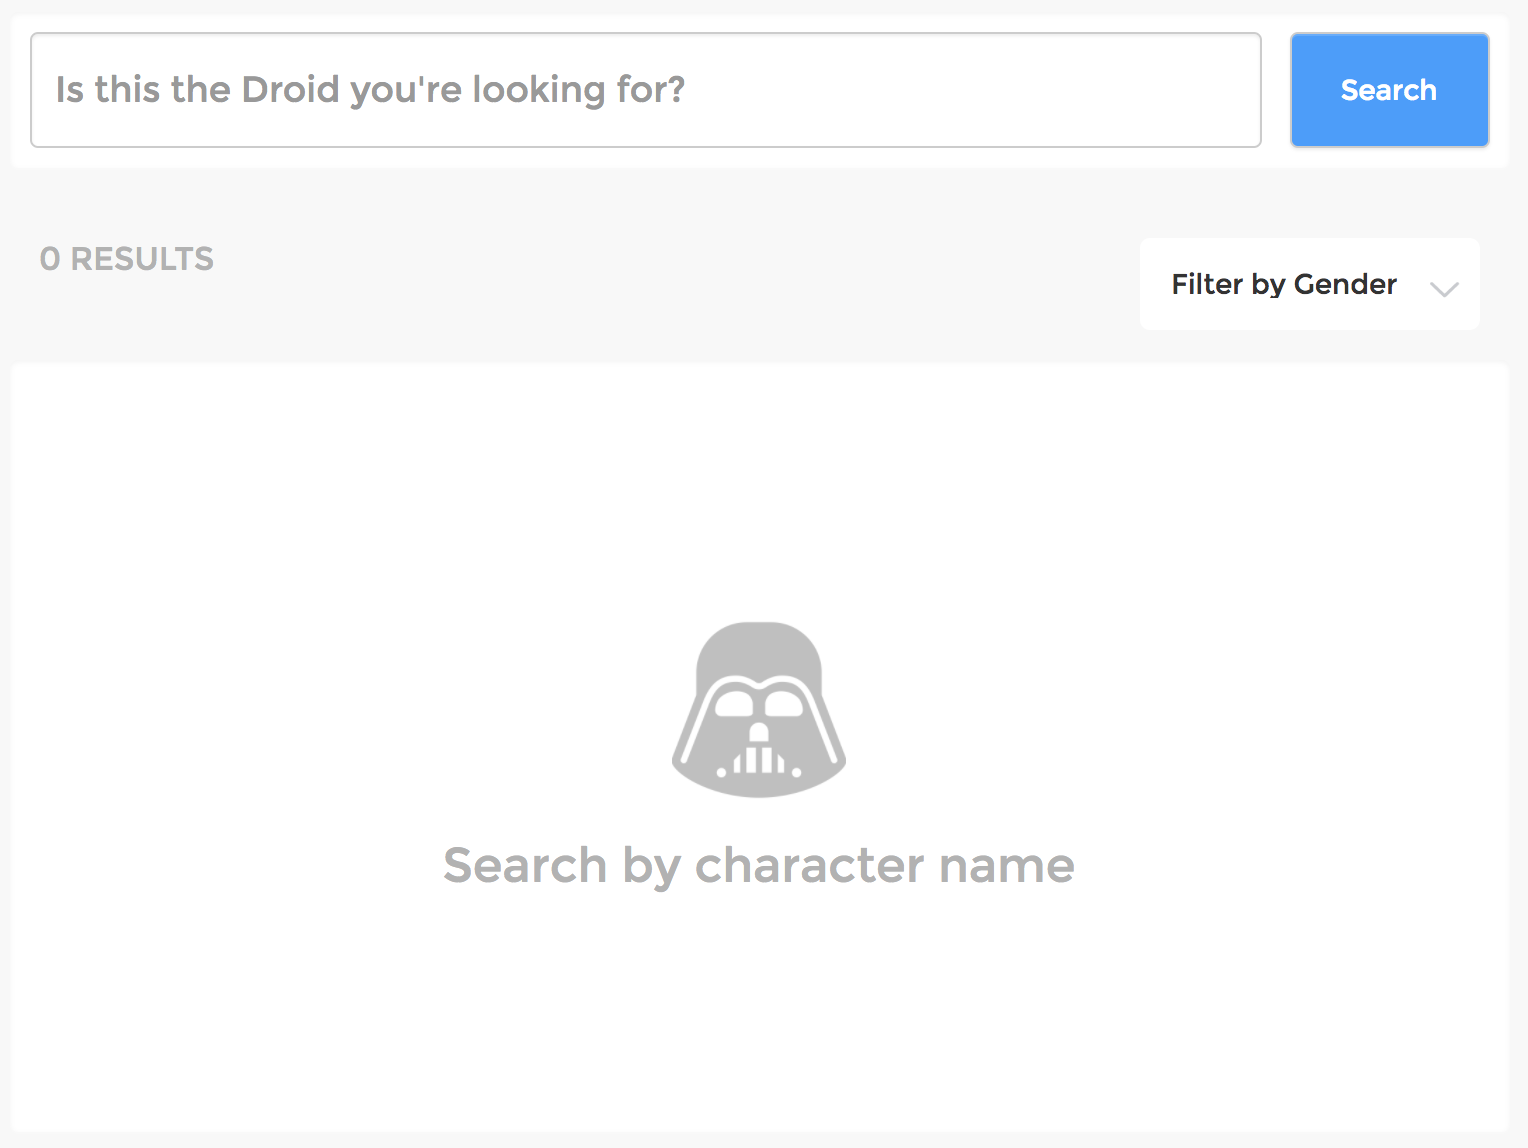 Is this the Droid you're looking for?
Search
0 RESULTS
Filter by Gender
Search by character name